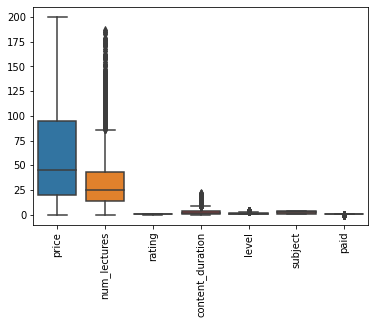 200
175
150
125
100
75
50
25
0
price
num_lectures
rating
content_duration
level
subject
paid